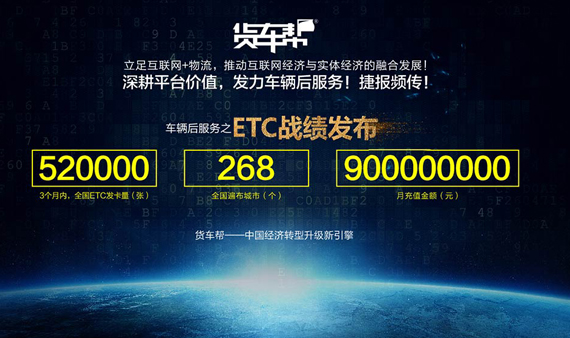 货车帮
立足互联网+物流，推动互联网经济与实体经济的融合发展！
深耕平台价值，发力车辆后服务！捷报频传！
车辆后服务之ETC战绩发布
520000 268 900000000
3个月内，全国ETC发卡量（张） 全国遍布城市（个） 月充值金额（元）
货车帮——中国经济转型升级新引擎